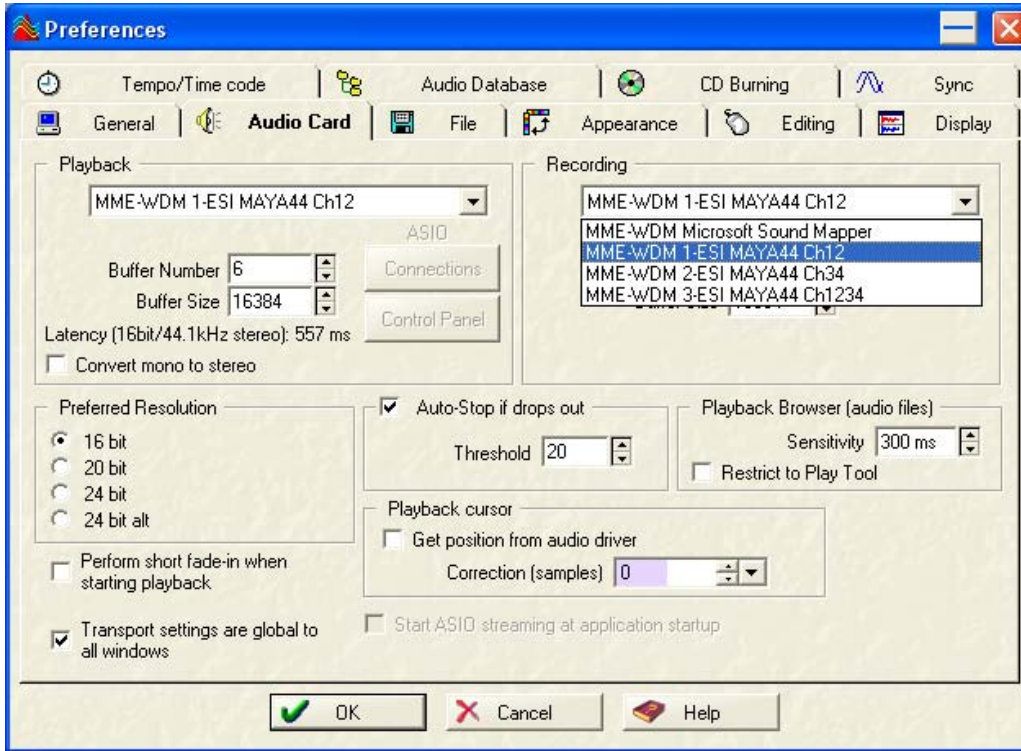 Preferences
Tempo/Time code
Audio Database
CD Burning
Sync
General
Audio Card
File
Appearance
Editing
Display
Playback
MME-WDM 1-ESI MAYA44 Ch12
ASIO
Buffer Number 6
Connections
Buffer Size 16384
Control Panel
Latency (16bit/44.1kHz stereo): 557 ms
Convert mono to stereo
Recording
MME-WDM 1-ESI MAYA44 Ch12
MME-WDM Microsoft Sound Mapper
MME-WDM 1-ESI MAYA44 Ch12
MME-WDM 2-ESI MAYA44 Ch34
MME-WDM 3-ESI MAYA44 Ch1234
Preferred Resolution
16 bit
20 bit
24 bit
24 bit alt
Auto-Stop if drops out
Threshold 20
Playback Browser (audio files)
Sensitivity 300 ms
Restrict to Play Tool
Playback cursor
Get position from audio driver
Correction (samples) 0
Perform short fade-in when
starting playback
Transport settings are global to
all windows
Start ASIO streaming at application startup
OK
Cancel
Help